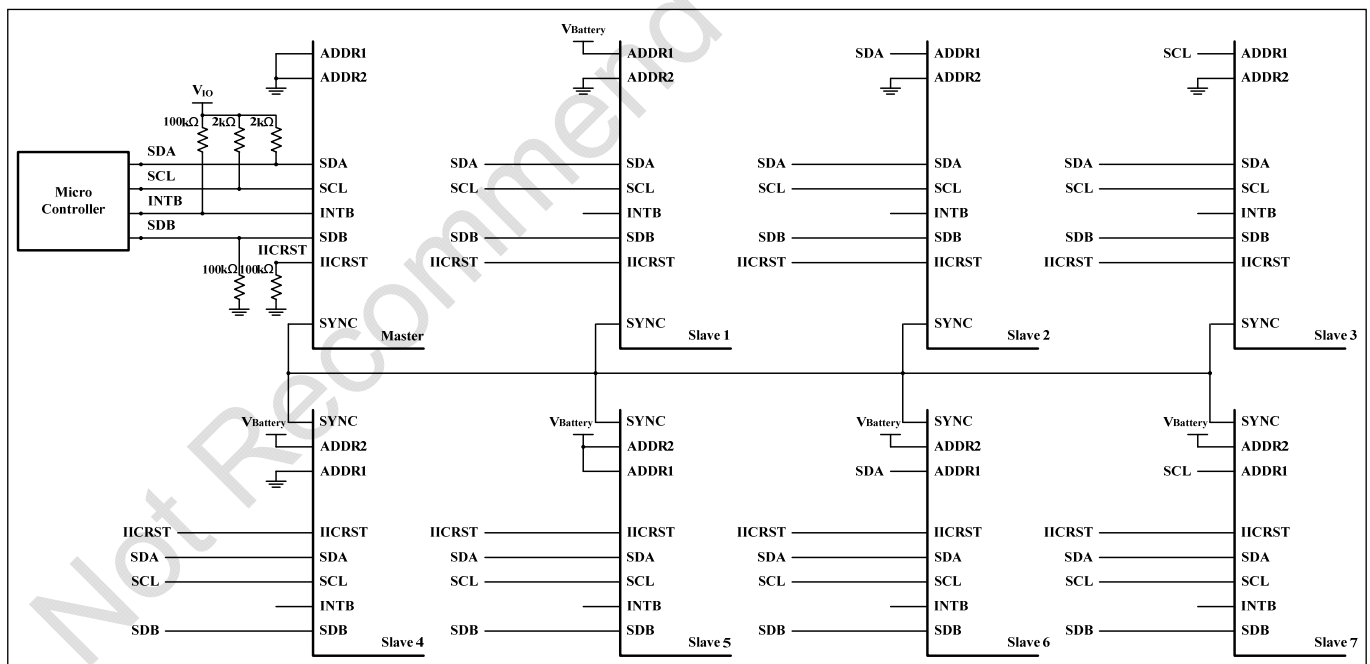 Not Recommend
VBattery
ADDR1
ADDR2
ADDR1
ADDR2
SDA
ADDR1
ADDR2
SCL
ADDR1
ADDR2
VIO
100kΩ
2kΩ
2kΩ
Micro
Controller
SDA
SCL
INTB
SDB
SDA
SCL
INTB
SDB
IICRST
IICRST
100kΩ
100kΩ
SYNC
Master
SDA
SCL
SDB
IICRST
SDA
SCL
INTB
SDB
IICRST
SYNC
Slave 1
SDA
SCL
SDB
IICRST
SDA
SCL
INTB
SDB
IICRST
SYNC
Slave 2
SDA
SCL
SDB
IICRST
SDA
SCL
INTB
SDB
IICRST
SYNC
Slave 3
VBattery
SYNC
ADDR2
ADDR1
IICRST
SDA
SCL
SDB
IICRST
SDA
SCL
INTB
SDB
Slave 4
VBattery
SYNC
ADDR2
ADDR1
IICRST
SDA
SCL
SDB
IICRST
SDA
SCL
INTB
SDB
Slave 5
VBattery
SYNC
ADDR2
SDA
ADDR1
IICRST
SDA
SCL
SDB
IICRST
SDA
SCL
INTB
SDB
Slave 6
VBattery
SYNC
ADDR2
SCL
ADDR1
IICRST
SDA
SCL
SDB
IICRST
SDA
SCL
INTB
SDB
Slave 7